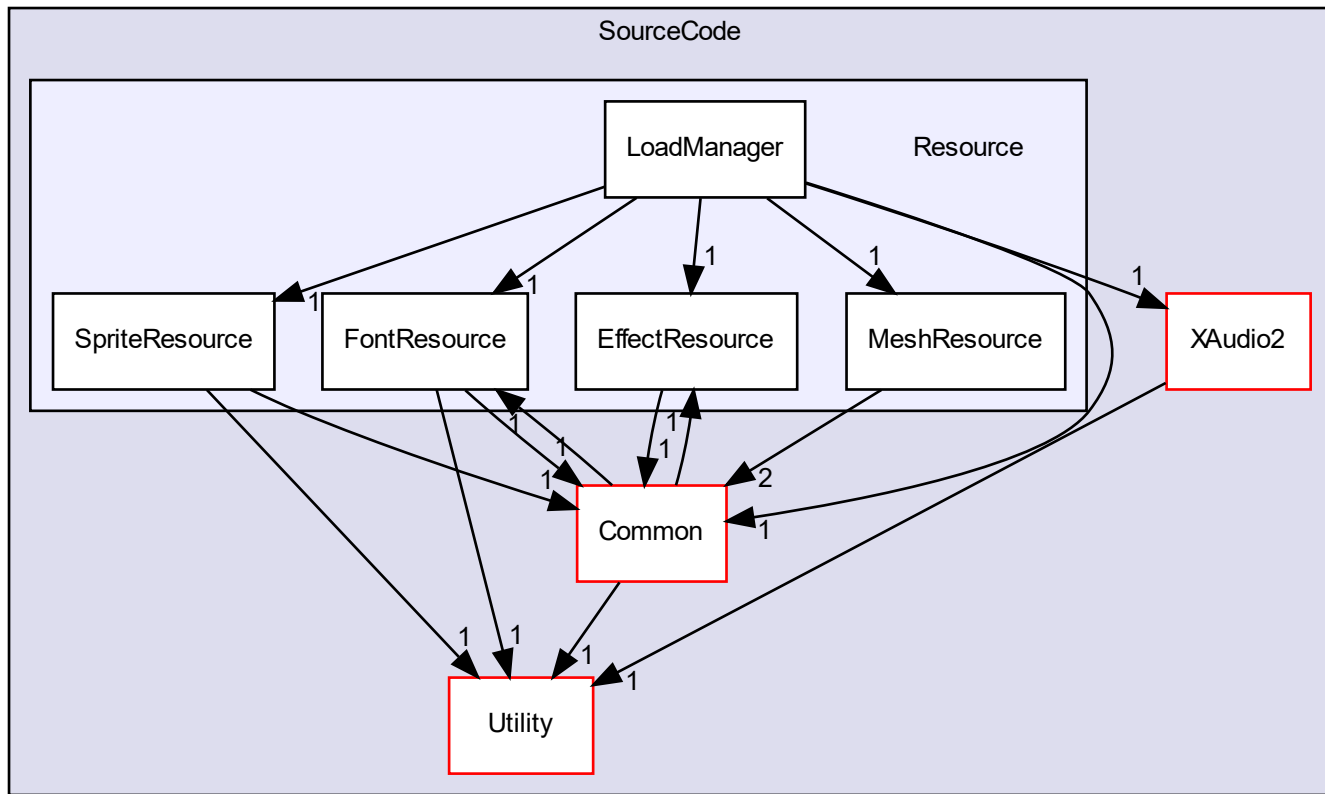 SourceCode
LoadManager
Resource
1
1
1
1
1
SpriteResource
FontResource
EffectResource
MeshResource
XAudio2
1
1
1
1
1
2
1
Common
1
1
1
1
1
Utility